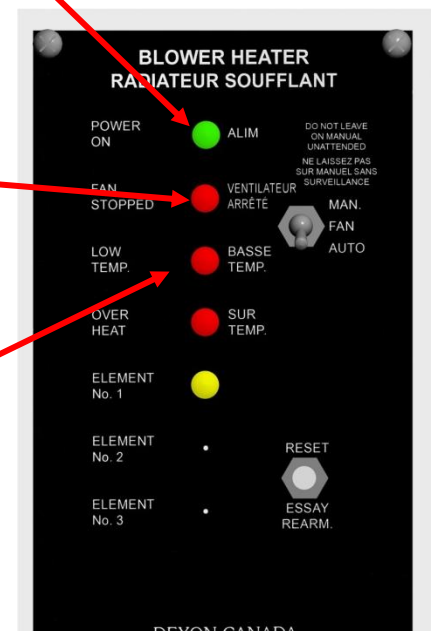 BLOWER HEATER
RADIATEUR SOUFFLANT
POWER
ON
ALIM
DO NOT LEAVE
ON MANUAL
UNATTENDED
NE LAISSEZ PAS
SUR MANUEL SANS
SURVEILLANCE
FAN
STOPPED
VENTILATEUR
ARRÊTÉ
MAN.
FAN
AUTO
LOW
TEMP.
BASSE
TEMP.
OVER
HEAT
SUR
TEMP.
ELEMENT
No. 1
ELEMENT
No. 2
RESET
ELEMENT
No. 3
ESSAY
REARM.
DEXON CANADA